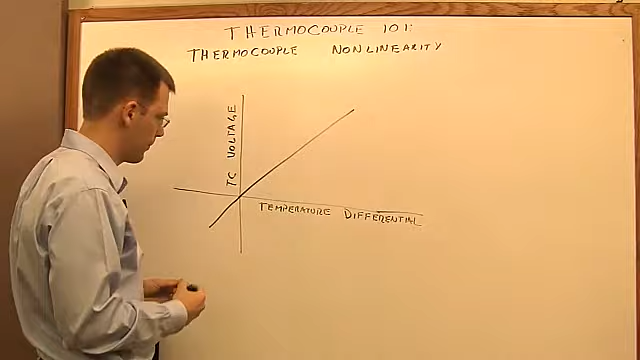 THERMOCOUPLE 101:
THERMOCOUPLE NONLINEARITY
TC VOLTAGE
TEMPERATURE DIFFERENTIAL